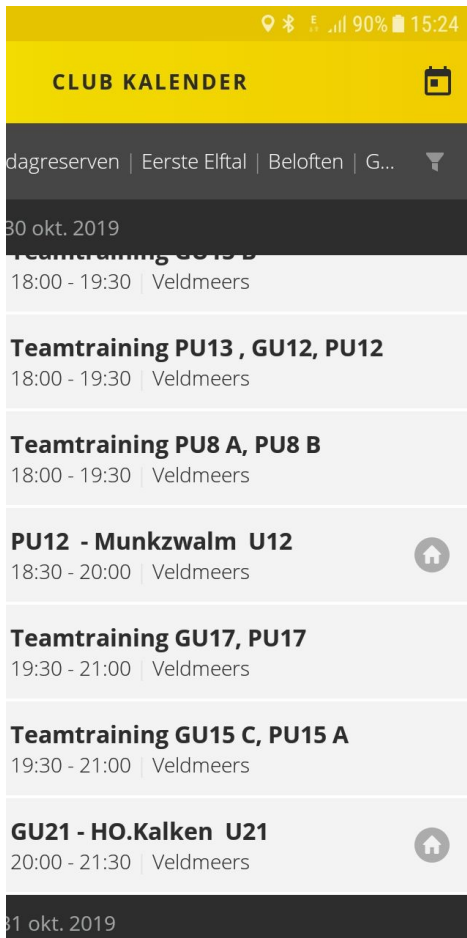 90% 15:24
CLUB KALENDER
dagreserven | Eerste Elftal | Beloften | G...
30 okt. 2019
Teamtraining GU15 B
18:00 - 19:30 | Veldmeers
Teamtraining PU13 , GU12, PU12
18:00 - 19:30 | Veldmeers
Teamtraining PU8 A, PU8 B
18:00 - 19:30 | Veldmeers
PU12 - Munkzwalm U12
18:30 - 20:00 | Veldmeers
Teamtraining GU17, PU17
19:30 - 21:00 | Veldmeers
Teamtraining GU15 C, PU15 A
19:30 - 21:00 | Veldmeers
GU21 - HO.Kalken U21
20:00 - 21:30 | Veldmeers
31 okt. 2019